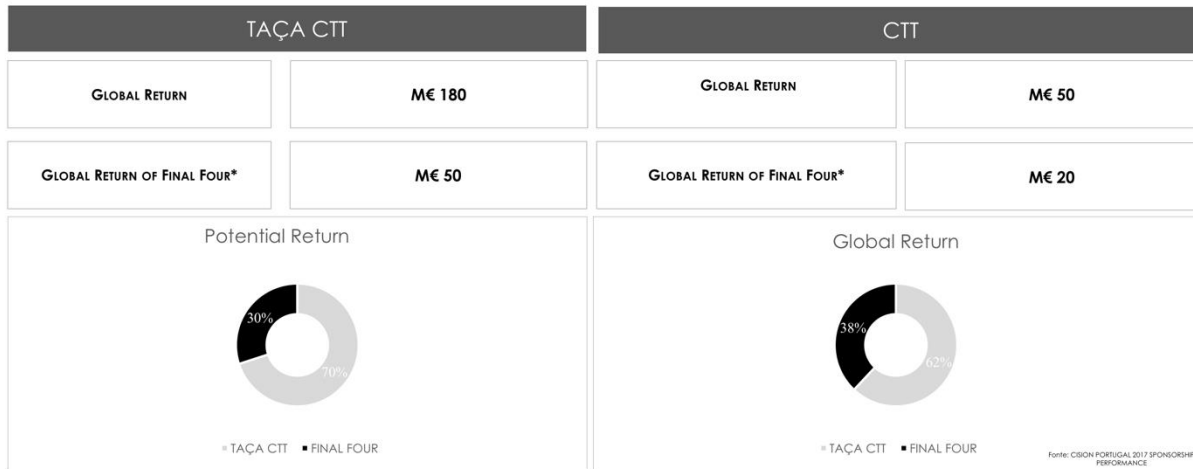 TAÇA CTT
CTT
GLOBAL RETURN
M€ 180
GLOBAL RETURN
M€ 50
GLOBAL RETURN OF FINAL FOUR*
M€ 50
GLOBAL RETURN OF FINAL FOUR*
M€ 20
Potential Return
30%
70%
TAÇA CTT
FINAL FOUR
Global Return
38%
62%
TAÇA CTT
FINAL FOUR
Fonte: CISION PORTUGAL 2017 SPONSORSHIP
PERFORMANCE